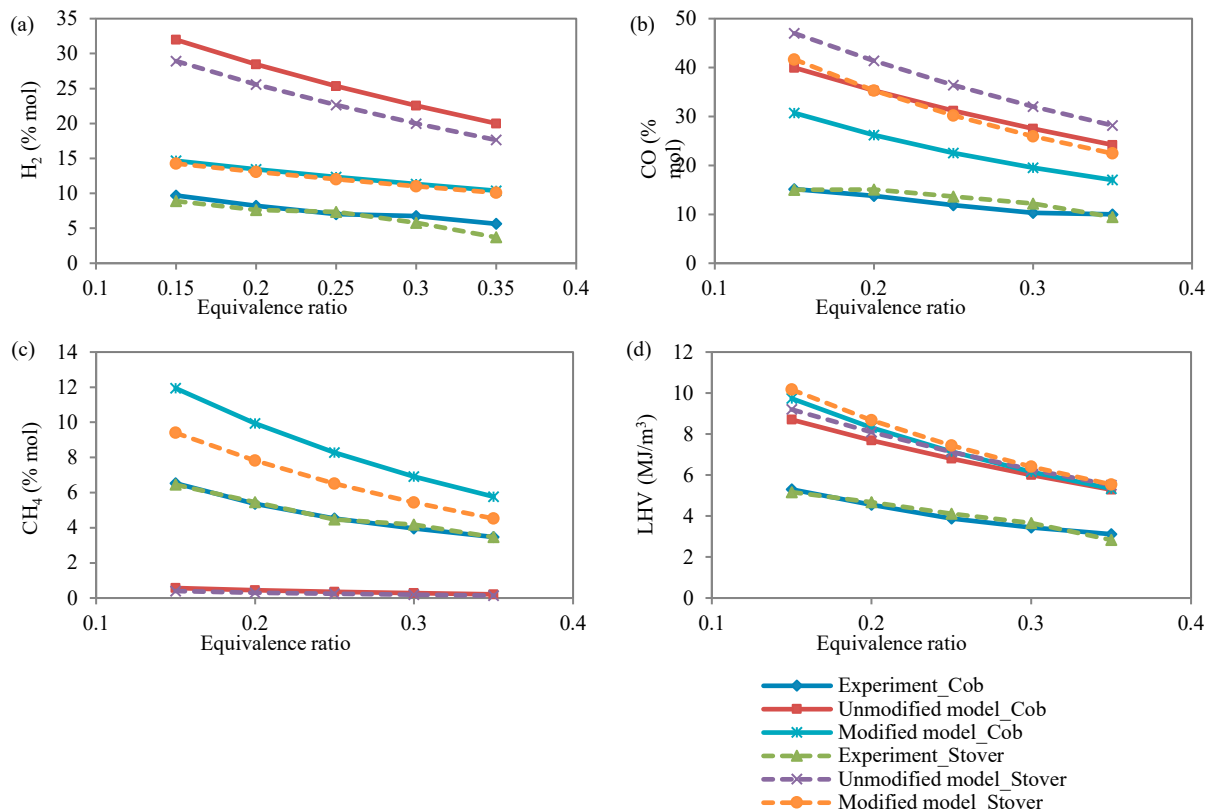 (a)
H2 (% mol)
35
30
25
20
15
10
5
0
0.1 0.15 0.2 0.25 0.3 0.35 0.4
Equivalence ratio
(b)
CO (%
mol)
50
40
30
20
10
0
0.1 0.2 0.3 0.4
Equivalence ratio
(c)
CH4 (% mol)
14
12
10
8
6
4
2
0
0.1 0.2 0.3 0.4
Equivalence ratio
(d)
LHV (MJ/m³)
12
10
8
6
4
2
0
0.1 0.2 0.3 0.4
Equivalence ratio
Experiment_Cob
Unmodified model_Cob
Modified model_Cob
Experiment_Stover
Unmodified model_Stover
Modified model_Stover